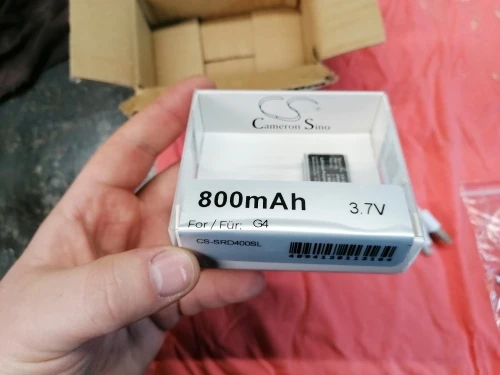 CS
Cameron Sino
800mAh
3.7V
For / Für: G4
CS-SRD400SL